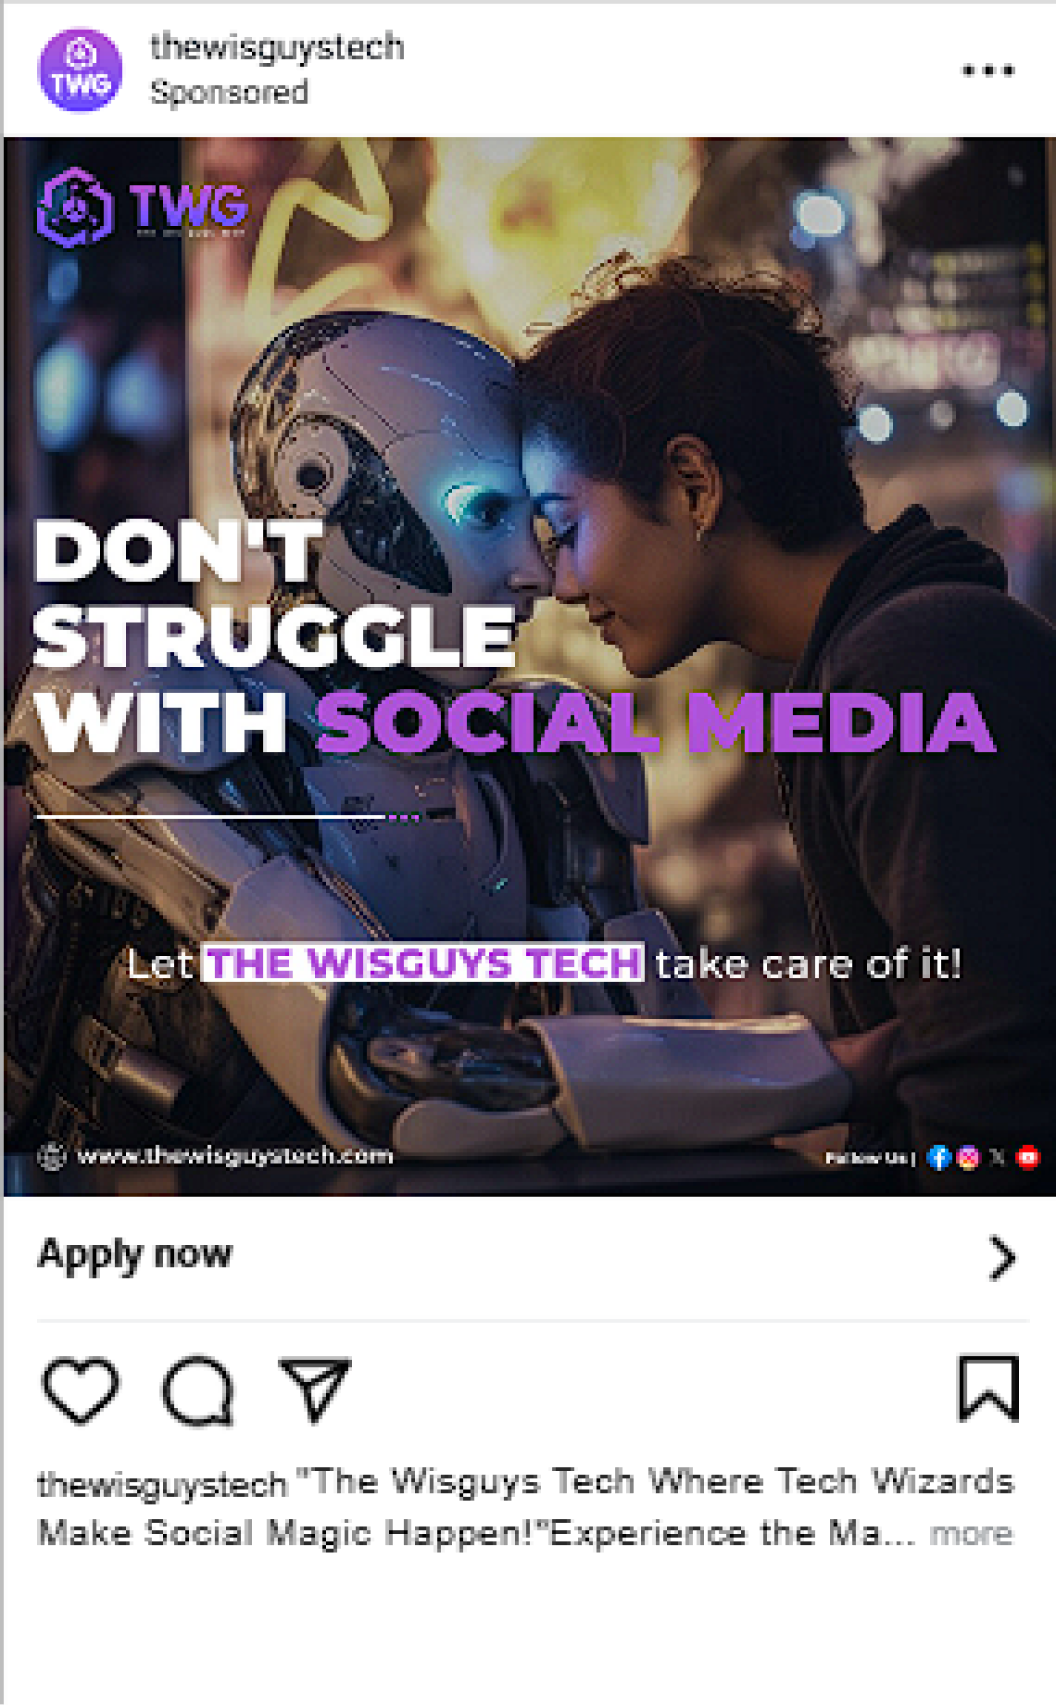 thewisguystech
Sponsored
TWG
TWG
DON'T
STRUGGLE
WITH SOCIAL MEDIA
Let THE WISGUYS TECH take care of it!
www.thewisguystech.com
Follow Us |
Apply now
thewisguystech "The Wisguys Tech Where Tech Wizards
Make Social Magic Happen!"Experience the Ma... more